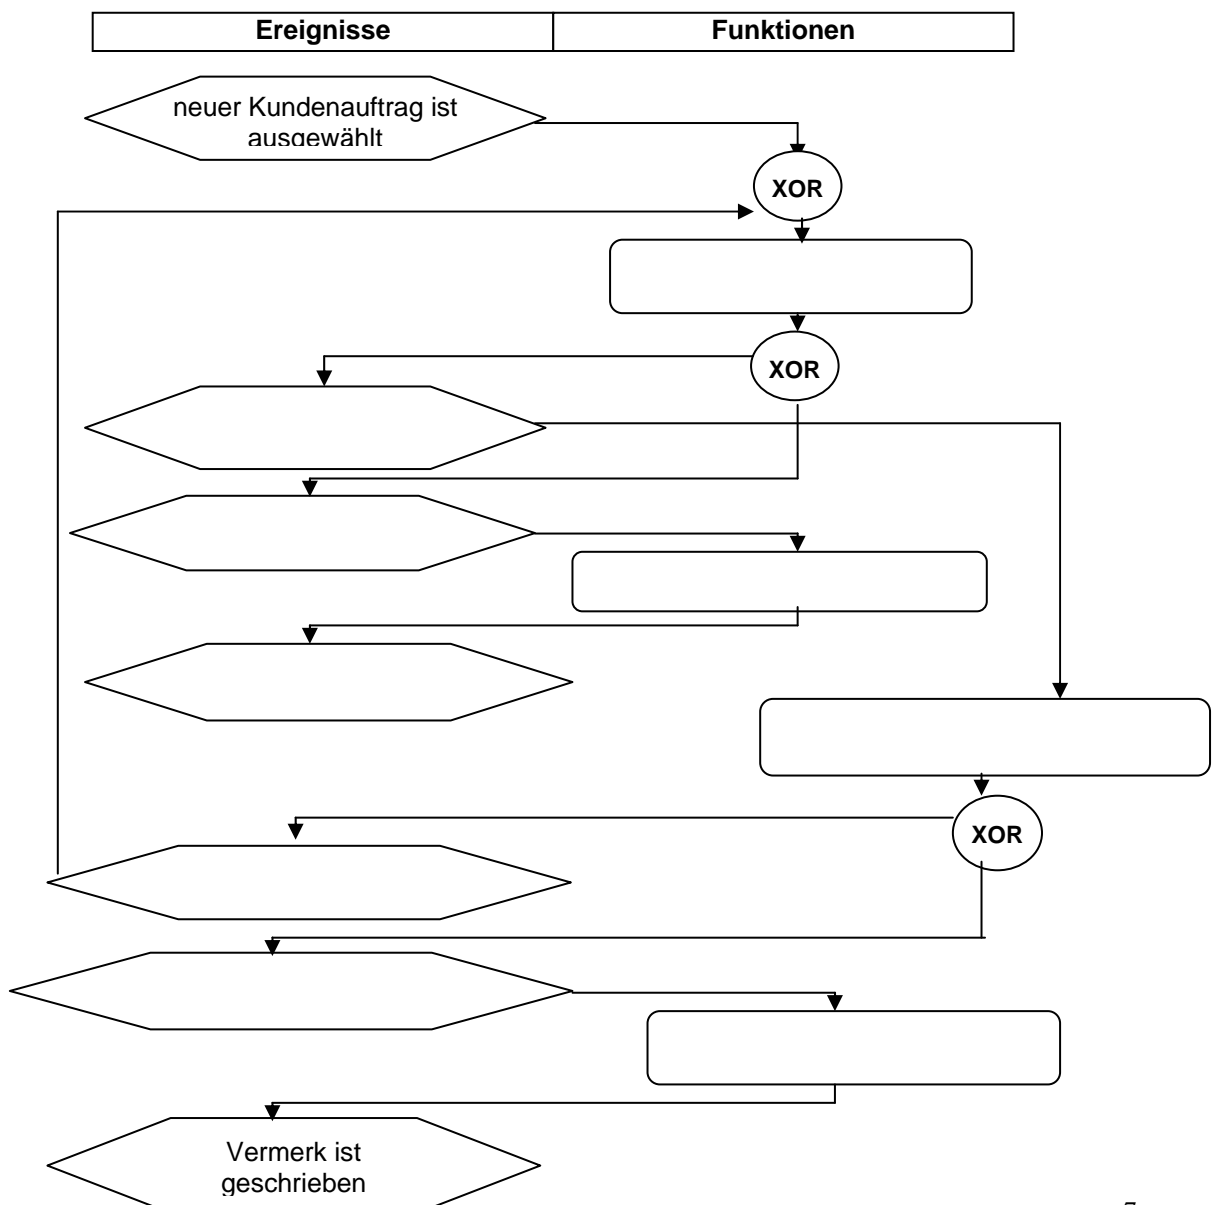 Ereignisse Funktionen
neuer Kundenauftrag ist
ausgewählt
XOR
XOR
XOR
Vermerk ist
geschrieben